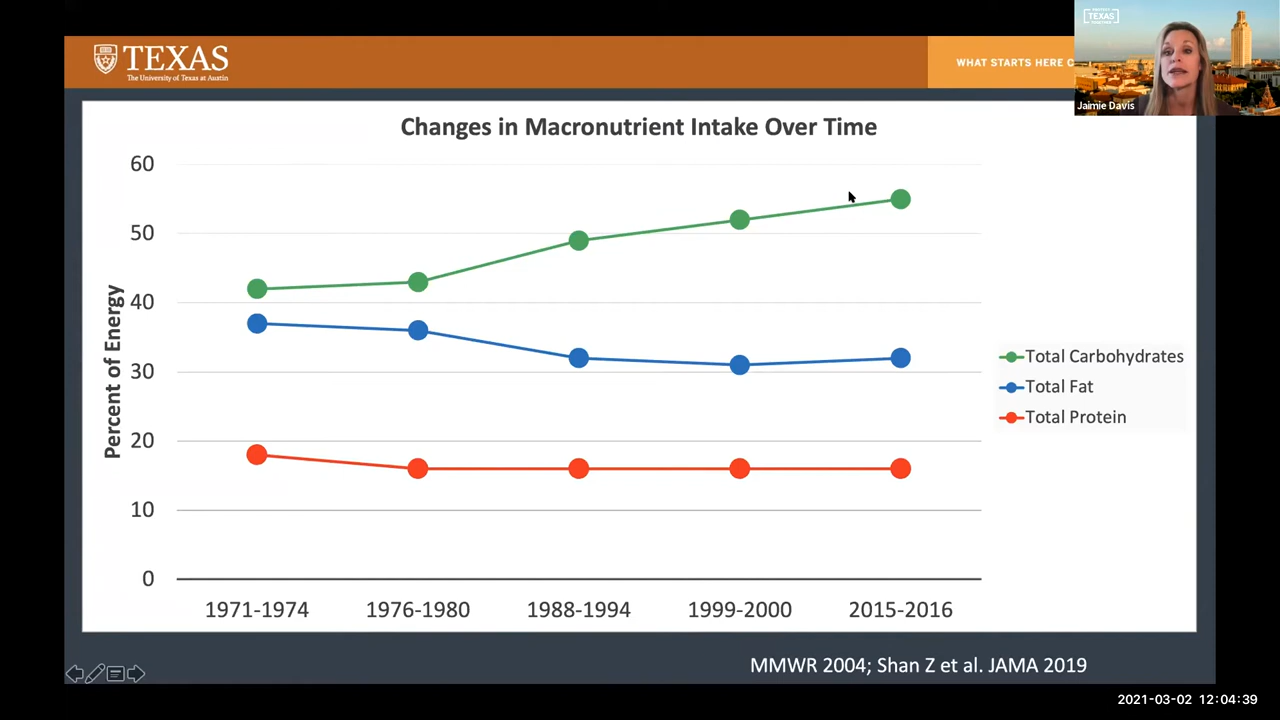 PROTECT
TEXAS
TOGETHER
TEXAS
The University of Texas at Austin
WHAT STARTS HERE C
Jaimie Davis
Changes in Macronutrient Intake Over Time
60
50
40
30
20
10
0
Percent of Energy
1971-1974
1976-1980
1988-1994
1999-2000
2015-2016
Total Carbohydrates
Total Fat
Total Protein
MMWR 2004; Shan Z et al. JAMA 2019
2021-03-02 12:04:39